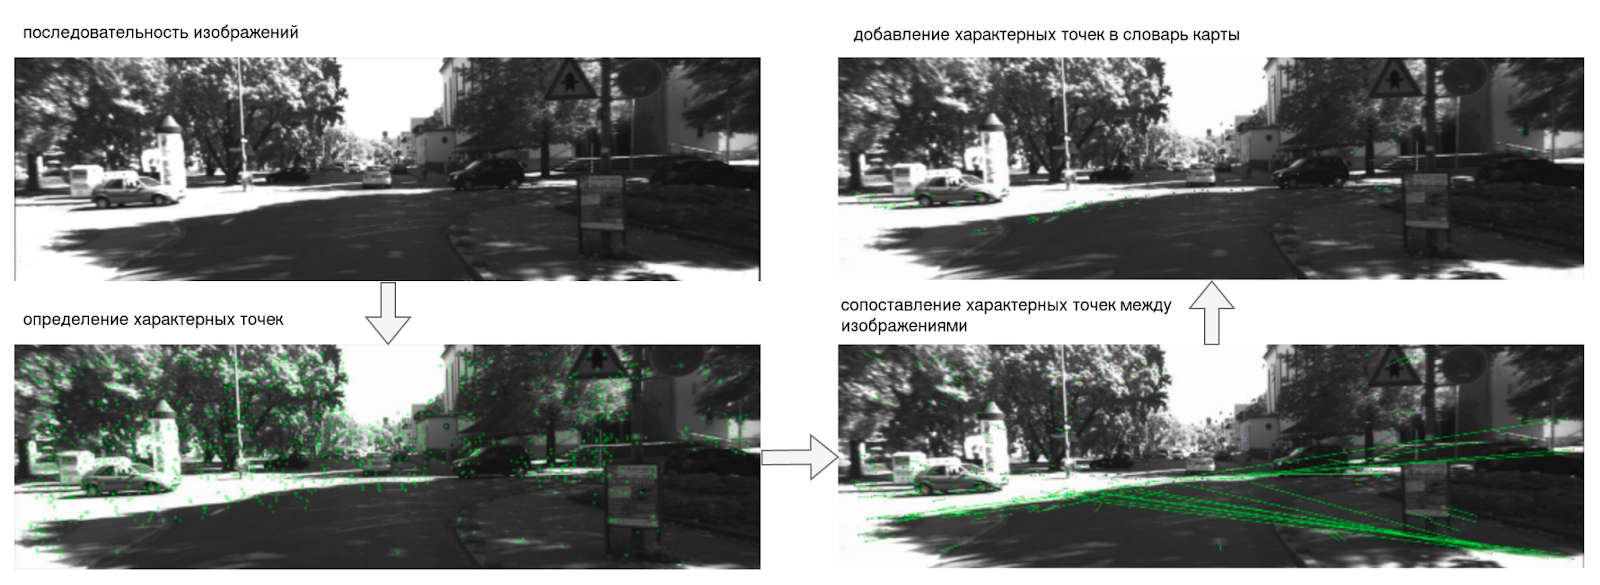 последовательность изображений
определение характерных точек
сопоставление характерных точек между
изображениями
добавление характерных точек в словарь карты